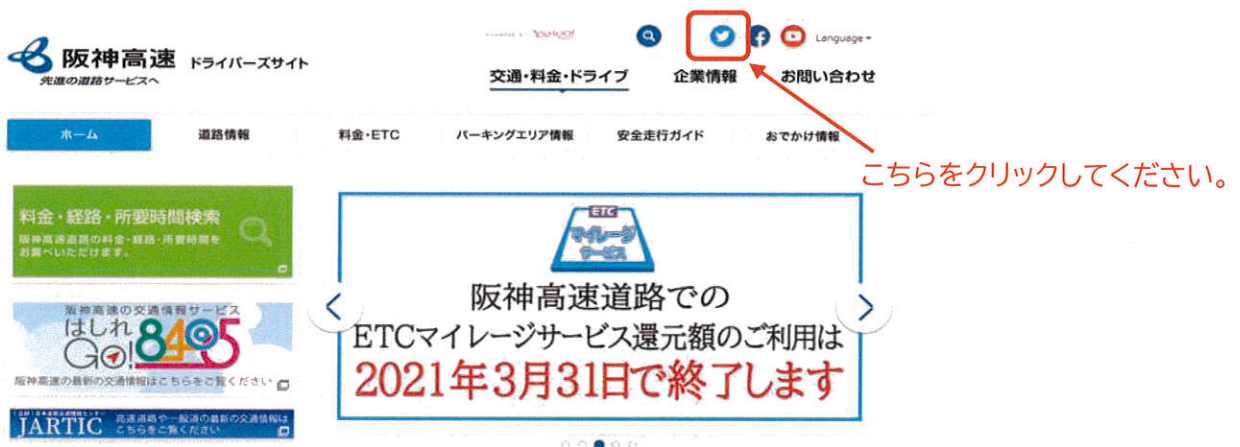 阪神高速 ドライバーズサイト
先進の道路サービスへ
YAHOO!
Language
交通・料金・ドライブ
企業情報
お問い合わせ
ホーム
道路情報
料金・ETC
パーキングエリア情報
安全走行ガイド
おでかけ情報
こちらをクリックしてください。
料金・経路・所要時間検索
阪神高速道路の料金・経路・所要時間を
お調べいただけます。
阪神高速の交通情報サービス
はしれ
GO! 8405
阪神高速の最新の交通情報はこちらをご覧ください
JARTIC
高速道路や一般道の最新の交通情報は
こちらをご覧ください
ETC
マイレージ
サービス
阪神高速道路での
ETCマイレージサービス還元額のご利用は
2021年3月31日で終了します